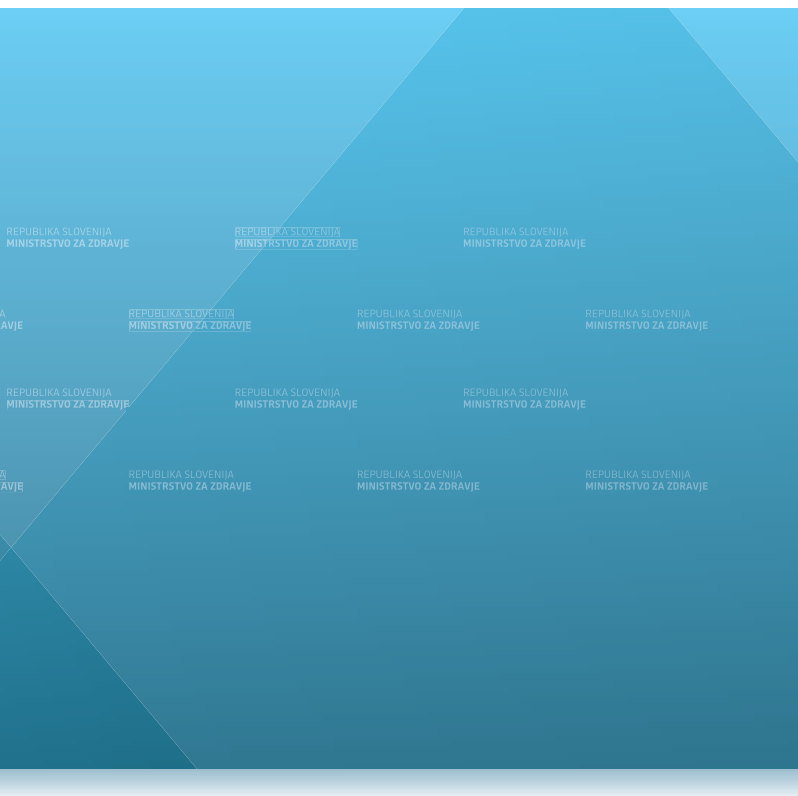 REPUBLIKA SLOVENIJA REPUBLIKA SLOVENIJA REPUBLIKA SLOVENIJA
MINISTRSTVO ZA ZDRAVJE MINISTRSTVO ZA ZDRAVJE MINISTRSTVO ZA ZDRAVJE
A REPUBLIKA SLOVENIJA REPUBLIKA SLOVENIJA REPUBLIKA SLOVENIJA
AVJE MINISTRSTVO ZA ZDRAVJE MINISTRSTVO ZA ZDRAVJE MINISTRSTVO ZA ZDRAVJE
REPUBLIKA SLOVENIJA REPUBLIKA SLOVENIJA REPUBLIKA SLOVENIJA
MINISTRSTVO ZA ZDRAVJE MINISTRSTVO ZA ZDRAVJE MINISTRSTVO ZA ZDRAVJE
A REPUBLIKA SLOVENIJA REPUBLIKA SLOVENIJA REPUBLIKA SLOVENIJA
AVJE MINISTRSTVO ZA ZDRAVJE MINISTRSTVO ZA ZDRAVJE MINISTRSTVO ZA ZDRAVJE